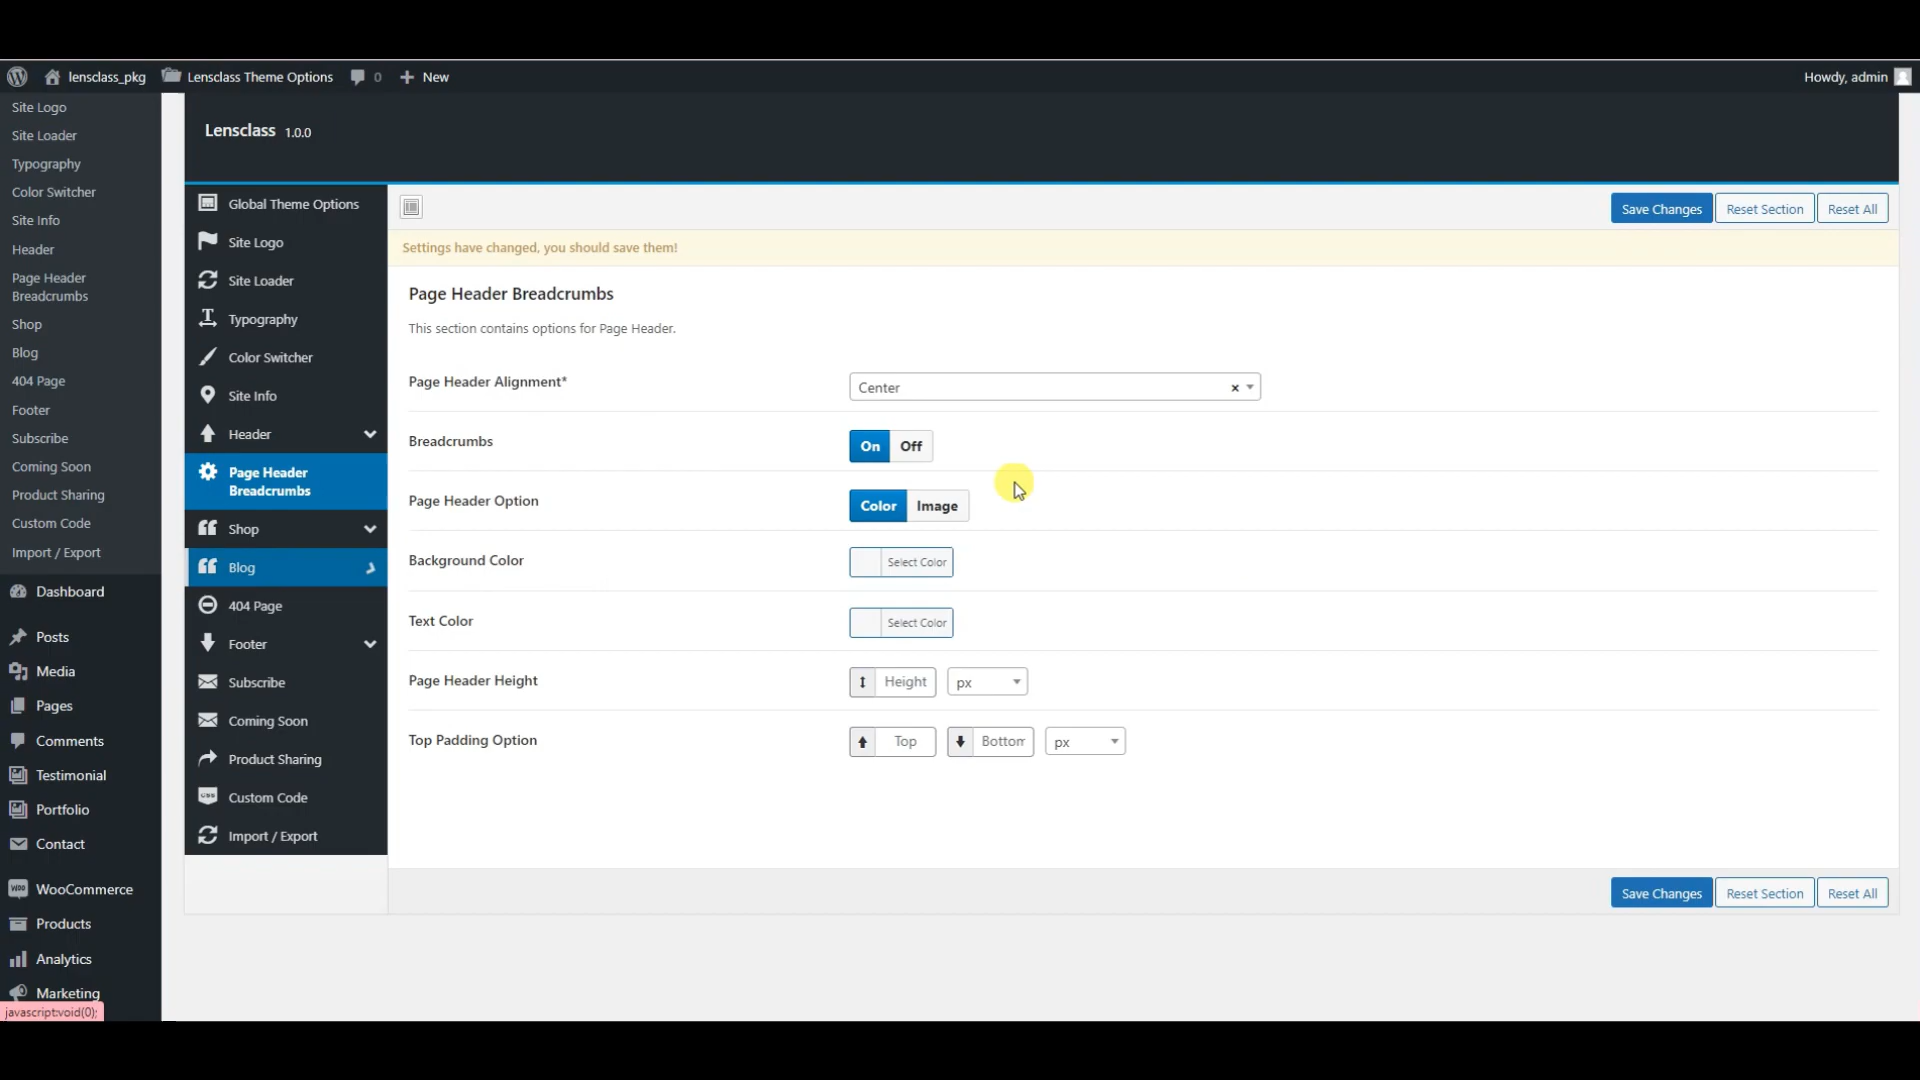 lensclass_pkg
Lensclass Theme Options
0
New
Howdy, admin
Site Logo
Site Loader
Typography
Color Switcher
Site Info
Header
Page Header
Breadcrumbs
Shop
Blog
404 Page
Footer
Subscribe
Coming Soon
Product Sharing
Custom Code
Import / Export
Dashboard
Posts
Media
Pages
Comments
Testimonial
Portfolio
Contact
WooCommerce
Products
Analytics
Marketing
javascript:void(0);
Lensclass 1.0.0
Global Theme Options
Site Logo
Site Loader
Typography
Color Switcher
Site Info
Header
Page Header
Breadcrumbs
Shop
Blog
404 Page
Footer
Subscribe
Coming Soon
Product Sharing
Custom Code
Import / Export
Save Changes
Reset Section
Reset All
Settings have changed, you should save them!
Page Header Breadcrumbs
This section contains options for Page Header.
Page Header Alignment*
Center
×
Breadcrumbs
On Off
Page Header Option
Color Image
Background Color
Select Color
Text Color
Select Color
Page Header Height
Height
px
Top Padding Option
Top
Bottom
px
Save Changes
Reset Section
Reset All